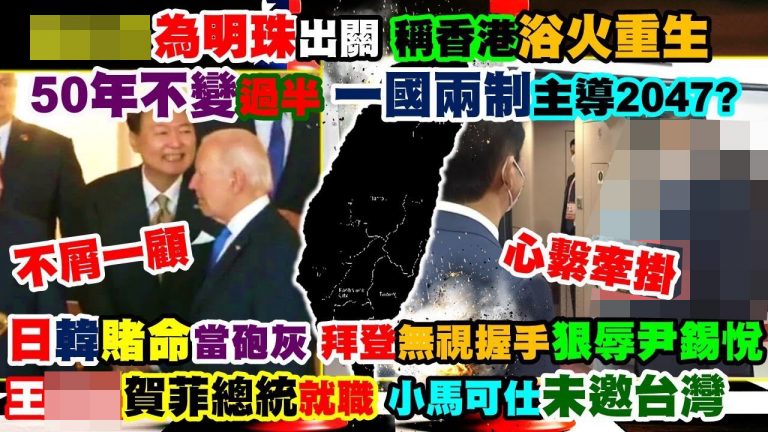 為明珠出關 稱香港浴火重生
50年不變過半 一國兩制主導2047?
不屑一顧
心繫牽掛
日韓賭命當砲灰 拜登無視握手狠辱尹錫悅
王 賀菲總統就職 小馬可仕未邀台灣